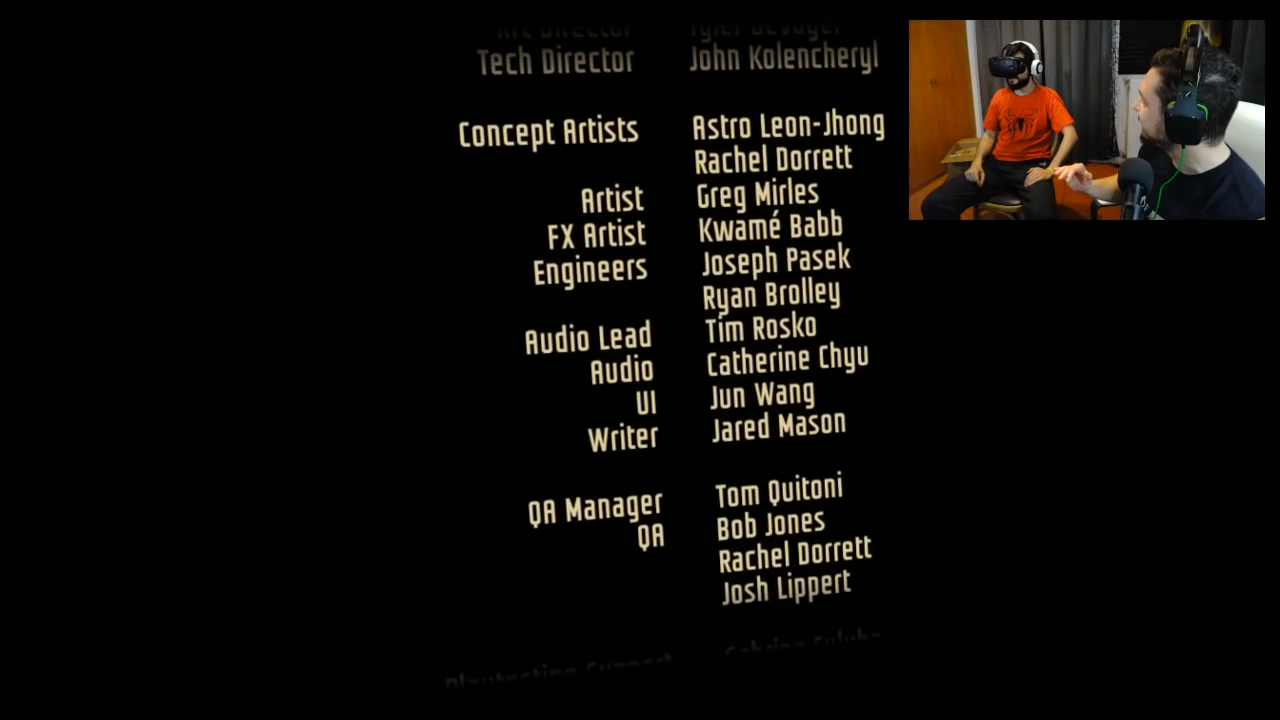 Tech Director John Kolencheryl
Concept Artists Astro Leon-Jhong
Rachel Dorrett
Artist Greg Mirles
FX Artist Kwamé Babb
Engineers Joseph Pasek
Ryan Brolley
Audio Lead Tim Rosko
Audio Catherine Chyu
UI Jun Wang
Writer Jared Mason
QA Manager Tom Quitoni
QA Bob Jones
Rachel Dorrett
Josh Lippert
Playtesting Support